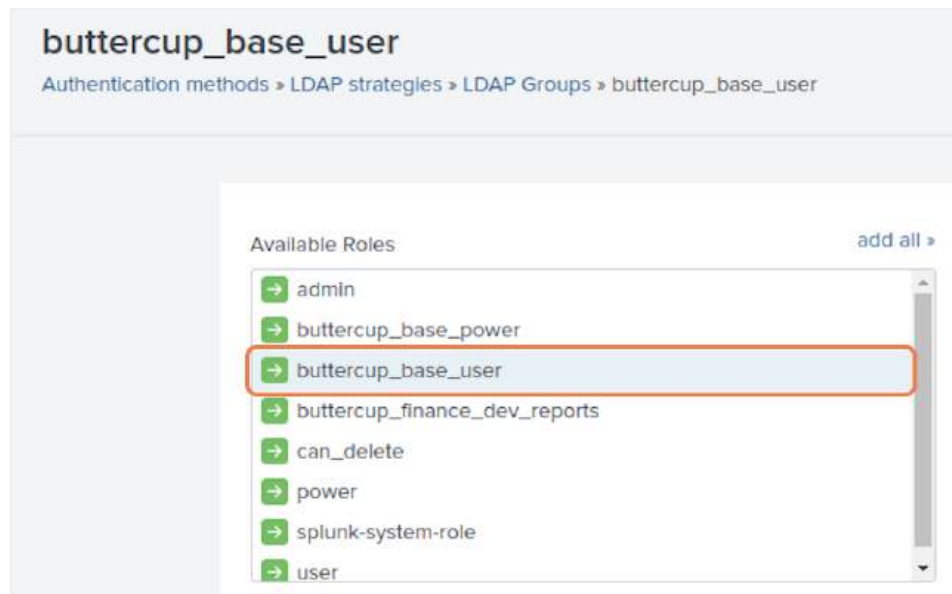 buttercup_base_user
Authentication methods » LDAP strategies » LDAP Groups » buttercup_base_user
Available Roles
add all »
admin
buttercup_base_power
buttercup_base_user
buttercup_finance_dev_reports
can_delete
power
splunk-system-role
user